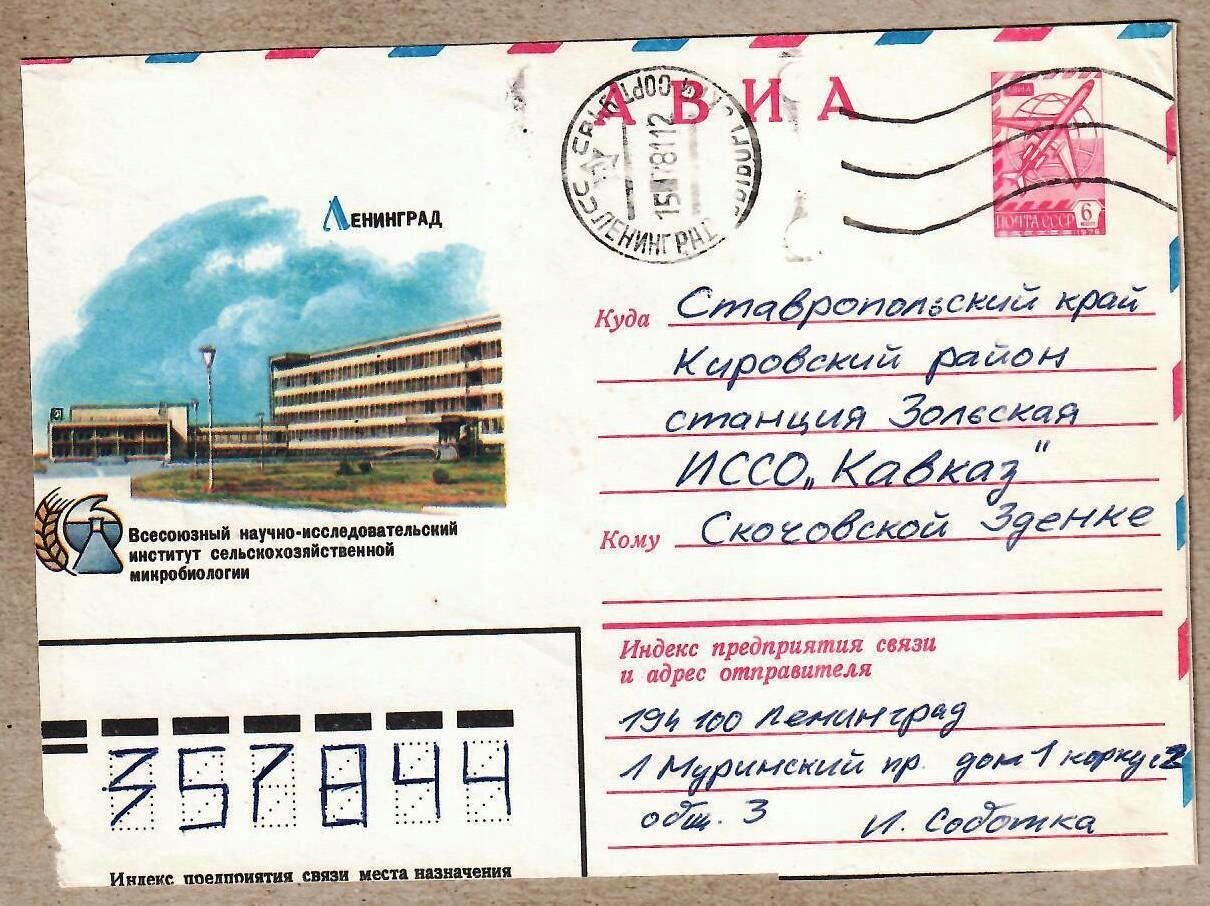 АВИА
ЛЕНИНГРАД
АВИА
ПОЧТА СССР
6
1978
Ленинград
Всесоюзный научно-исследовательский
институт сельскохозяйственной
микробиологии
Куда Ставропольский край
Кировский район
станция Зольская
ИССО „Кавказ"
Кому Скочовской Зденке
Индекс предприятия связи
и адрес отправителя
194100 Ленинград
1 Муринский пр. дом 1 корпус 2
общ. 3 И. Соботка
357844
Индекс предприятия связи места назначения